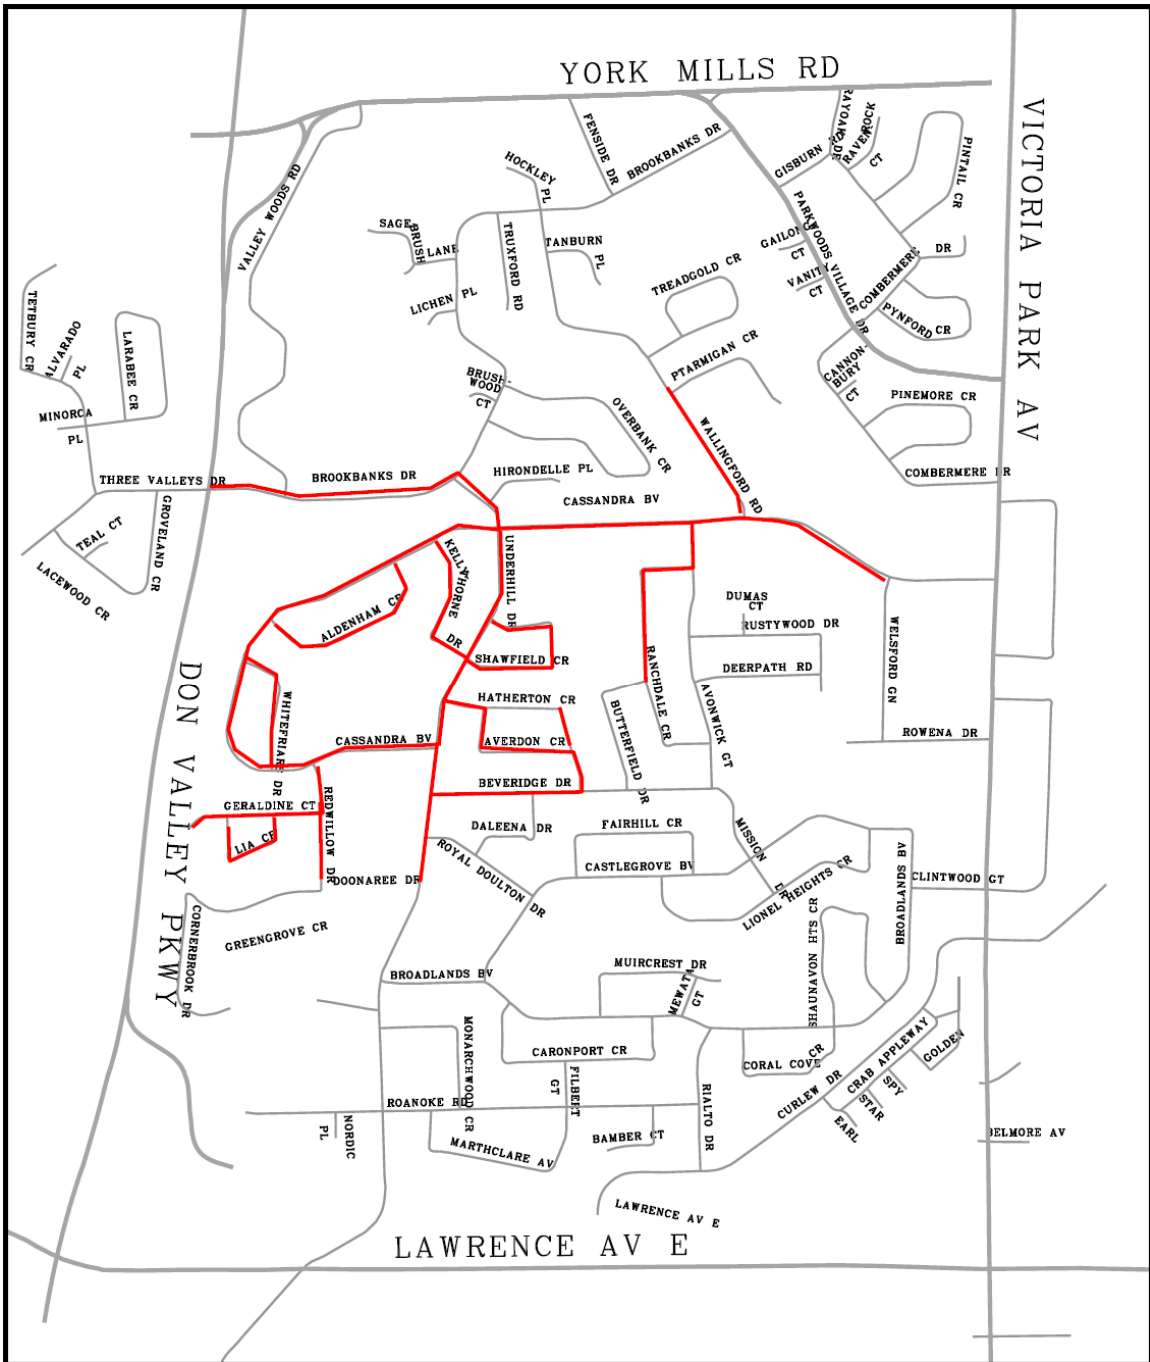 YORK MILLS RD
VICTORIA PARK AV
DON VALLEY PKWY
LAWRENCE AV E
FENSIDE DR
BROOKBANKS DR
HOCKLEY
PL
GISBURN RD
RAVENROCK
CT
PINTAIL CR
VALLEY WOODS RD
SAGE-
BRUSH
LANE
TRUXFORD RD
TANBURN
PL
PARKWOODS VILLAGE DR
GAILONG
CT
VANITY
CT
COMBERMERE
DR
TREADGOLD CR
LICHEN PL
PYNFORD
CR
TETBURY CR
ALVARADO
PL
LARABEE CR
PTARMIGAN CR
CANNON-
BURY
CT
PINEMORE CR
MINORCA
PL
BRUSH-
WOOD
CT
OVERBANK CR
WALLINGFORD RD
THREE VALLEYS DR
BROOKBANKS DR
HIRONDELLE PL
COMBERMERE DR
CASSANDRA BV
GROVELAND CR
TEAL CT
LACEWOOD CR
KELLYTHORNE
DR
UNDERHILL DR
ALDENHAM CR
DUMAS
CT
RUSTYWOOD DR
WELSFORD GN
SHAWFIELD CR
RANCHDALE CR
DEERPATH RD
HATHERTON CR
WHITEFRIARS DR
BUTTERFIELD DR
AVONWICK GT
CASSANDRA BV
AVERDON CR
ROWENA DR
BEVERIDGE DR
GERALDINE CT
REDWILLOW DR
LIA CR
DALEENA DR
FAIRHILL CR
MISSION
DR
ROYAL DOULTON DR
CASTLEGROVE BV
DOONAREE DR
LIONEL HEIGHTS CR
BROADLANDS BV
CLINTWOOD GT
CORNERBROOK DR
GREENGROVE CR
SHAUNAVON HTS CR
BROADLANDS BV
MUIRCREST DR
MEWATA
GT
MONARCHWOOD CR
CARONPORT CR
FILBERT
GT
CORAL COVE
CR
CRAB APPLEWAY
GOLDEN
SPY
STAR
EARL
CURLEW DR
ROANOKE RD
NORDIC
PL
MARTHCLARE AV
BAMBER CT
RIALTO DR
BELMORE AV
LAWRENCE AV E